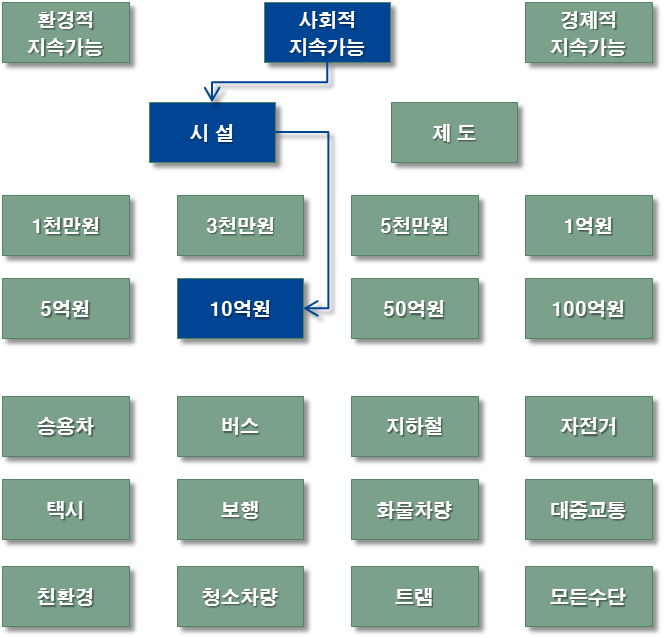 환경적
지속가능
사회적
지속가능
경제적
지속가능
시 설
제 도
1천만원
3천만원
5천만원
1억원
5억원
10억원
50억원
100억원
승용차
버스
지하철
자전거
택시
보행
화물차량
대중교통
친환경
청소차량
트램
모든수단